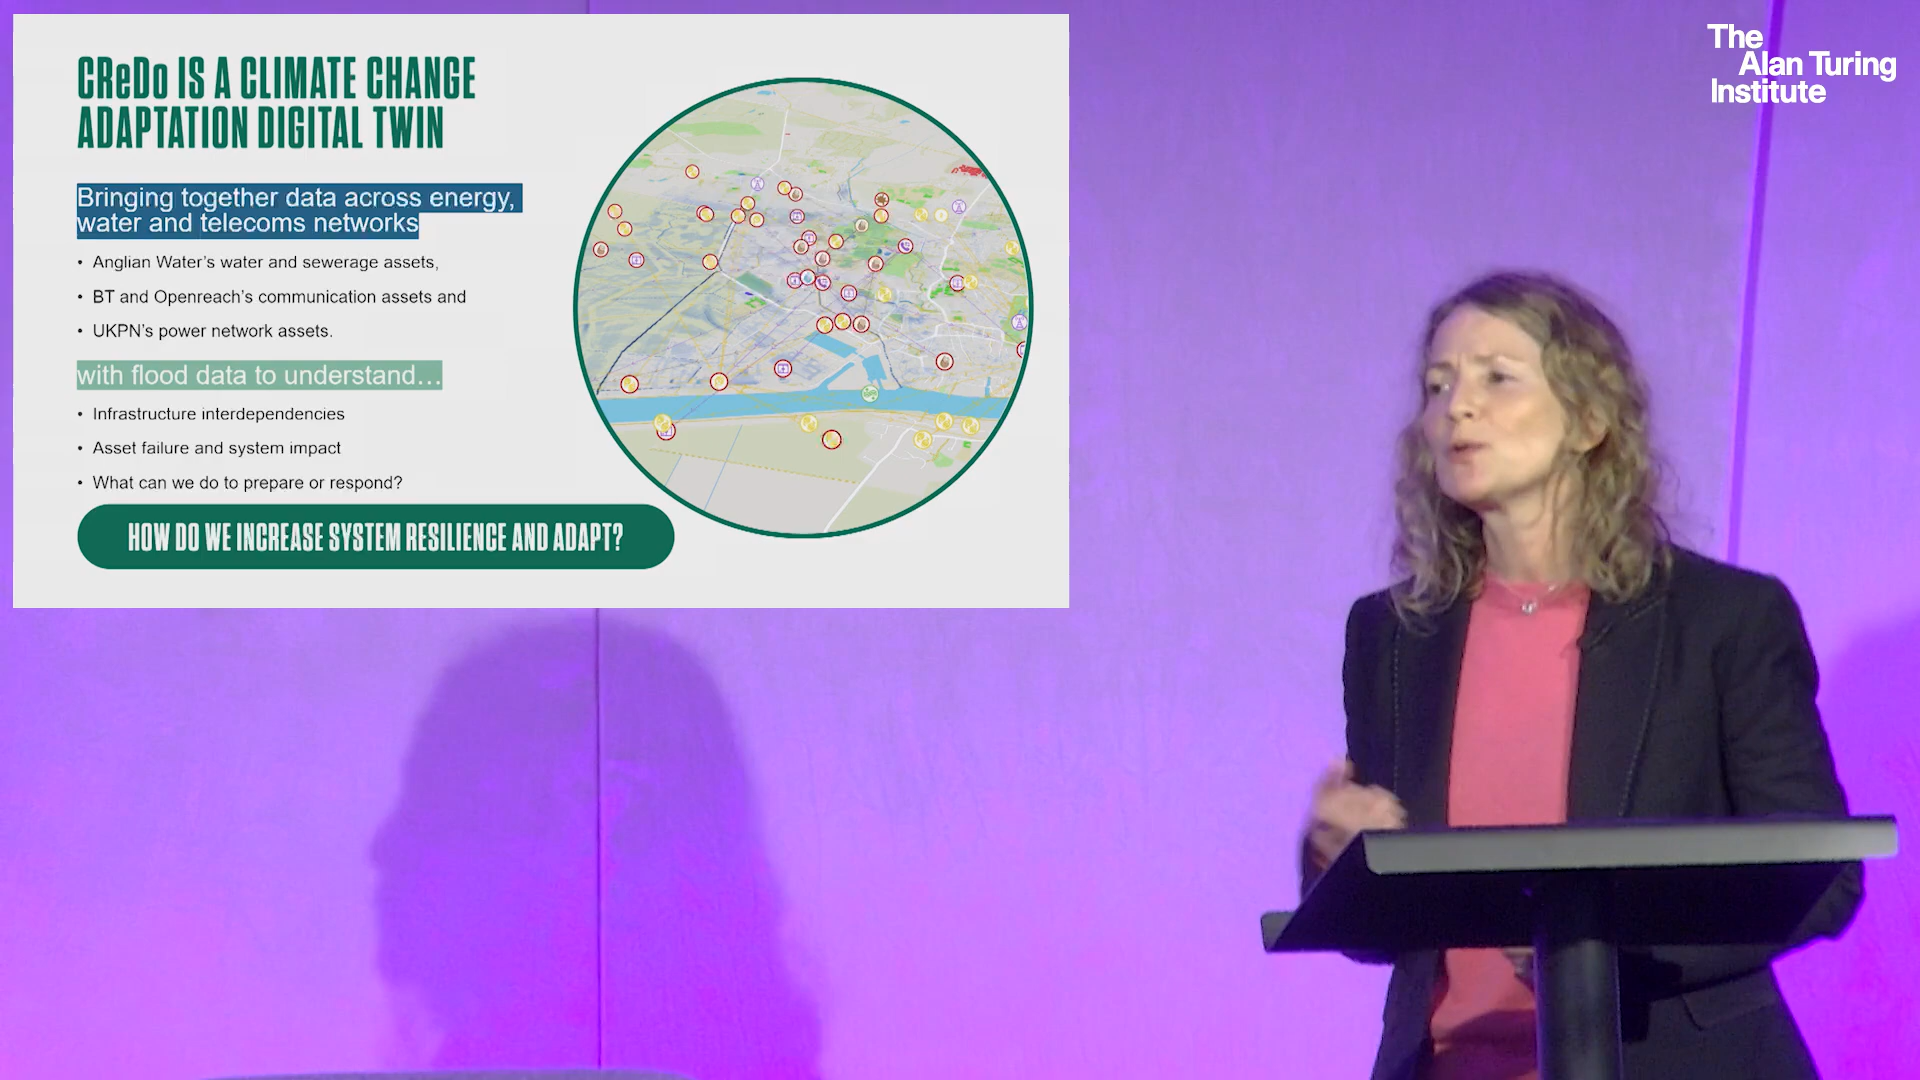 CReDo IS A CLIMATE CHANGE
ADAPTATION DIGITAL TWIN
Bringing together data across energy,
water and telecoms networks
• Anglian Water's water and sewerage assets,
• BT and Openreach's communication assets and
• UKPN's power network assets.
with flood data to understand...
• Infrastructure interdependencies
• Asset failure and system impact
• What can we do to prepare or respond?
HOW DO WE INCREASE SYSTEM RESILIENCE AND ADAPT?
The
Alan Turing
Institute